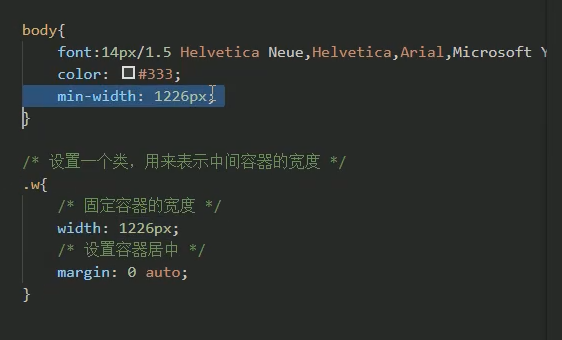 body{
font:14px/1.5 Helvetica Neue,Helvetica,Arial,Microsoft Y
color: #333;
min-width: 1226px;
}
/* 设置一个类，用来表示中间容器的宽度 */
.w{
/* 固定容器的宽度 */
width: 1226px;
/* 设置容器居中 */
margin: 0 auto;
}